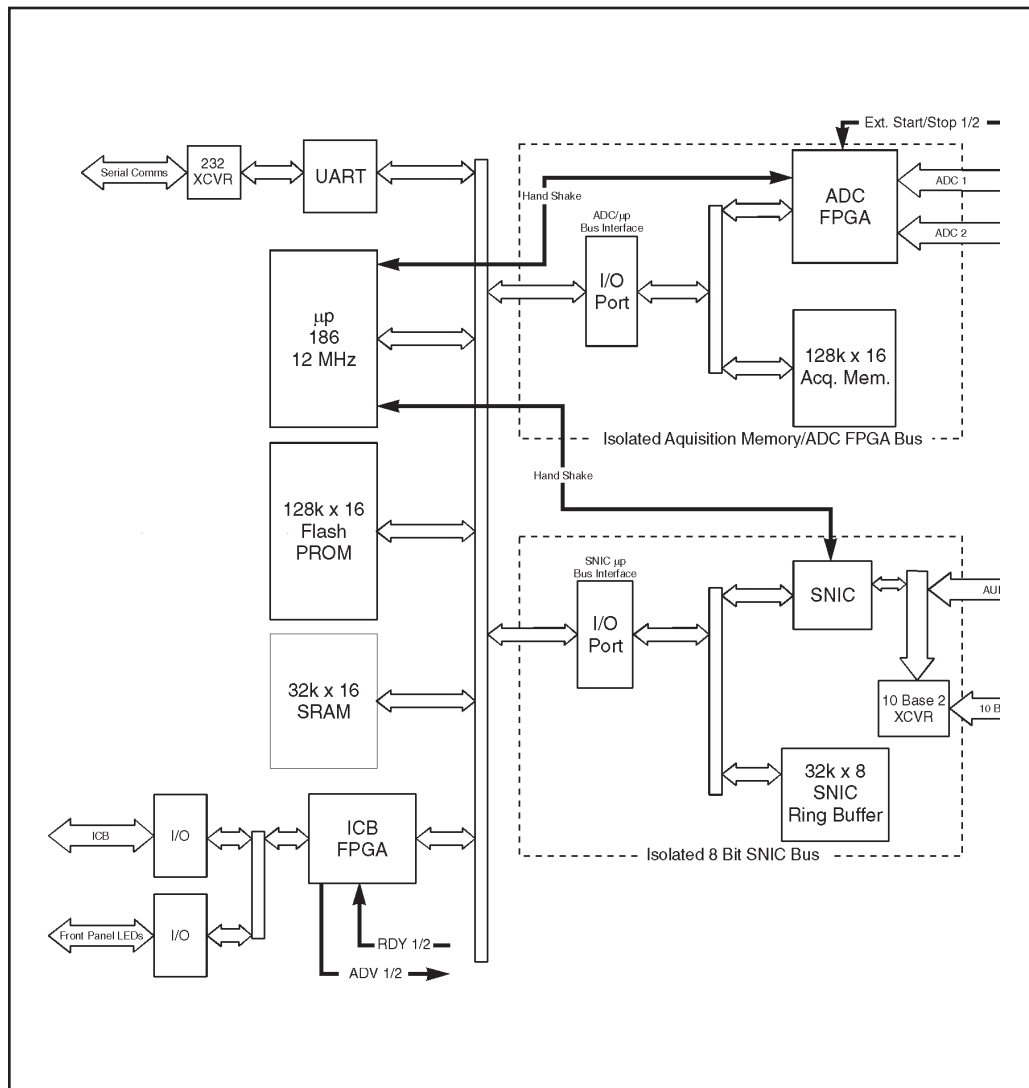 Ext. Start/Stop 1/2
Serial Comms
232
XCVR
UART
Hand Shake
ADC/µp
Bus Interface
I/O
Port
ADC
FPGA
ADC 1
ADC 2
µp
186
12 MHz
128k x 16
Acq. Mem.
Isolated Aquisition Memory/ADC FPGA Bus
Hand Shake
128k x 16
Flash
PROM
SNIC µp
Bus Interface
I/O
Port
SNIC
AUI
32k x 16
SRAM
10 Base 2
XCVR
10 B
32k x 8
SNIC
Ring Buffer
Isolated 8 Bit SNIC Bus
ICB
I/O
ICB
FPGA
Front Panel LEDs
I/O
RDY 1/2
ADV 1/2